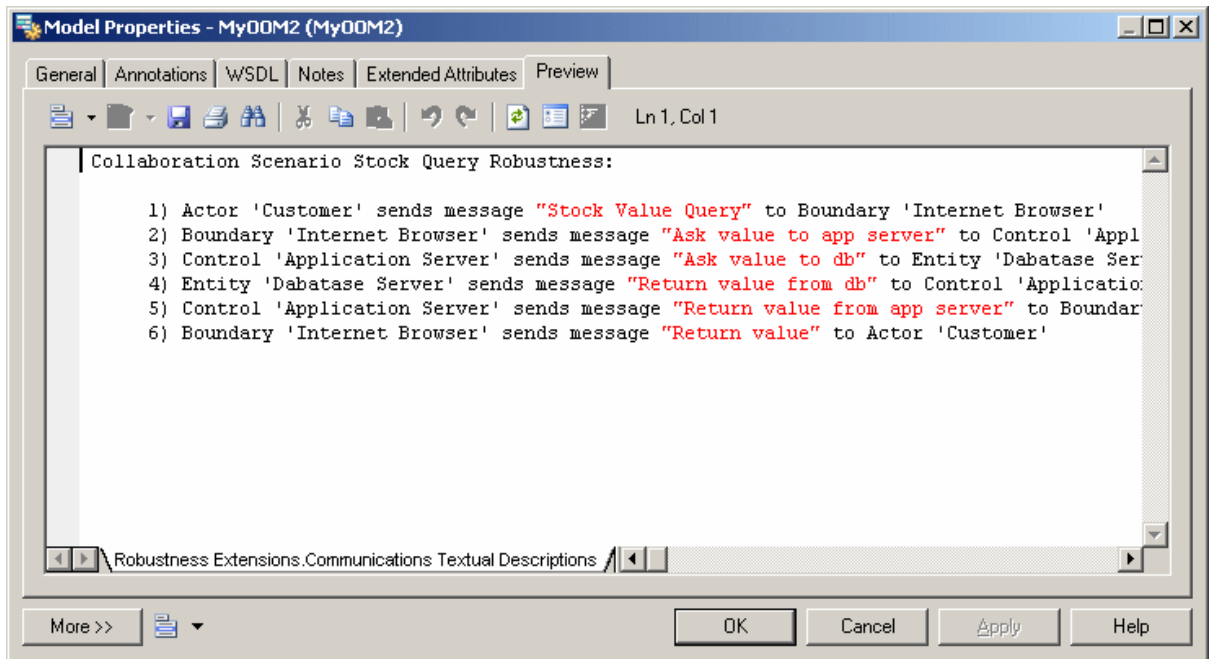 Model Properties - MyOOM2 (MyOOM2)
General Annotations WSDL Notes Extended Attributes Preview
Ln 1, Col 1
Collaboration Scenario Stock Query Robustness:
1) Actor 'Customer' sends message "Stock Value Query" to Boundary 'Internet Browser'
2) Boundary 'Internet Browser' sends message "Ask value to app server" to Control 'Appl
3) Control 'Application Server' sends message "Ask value to db" to Entity 'Dabatase Ser
4) Entity 'Dabatase Server' sends message "Return value from db" to Control 'Applicatio
5) Control 'Application Server' sends message "Return value from app server" to Boundar
6) Boundary 'Internet Browser' sends message "Return value" to Actor 'Customer'
Robustness Extensions.Communications Textual Descriptions
More >> OK Cancel Apply Help